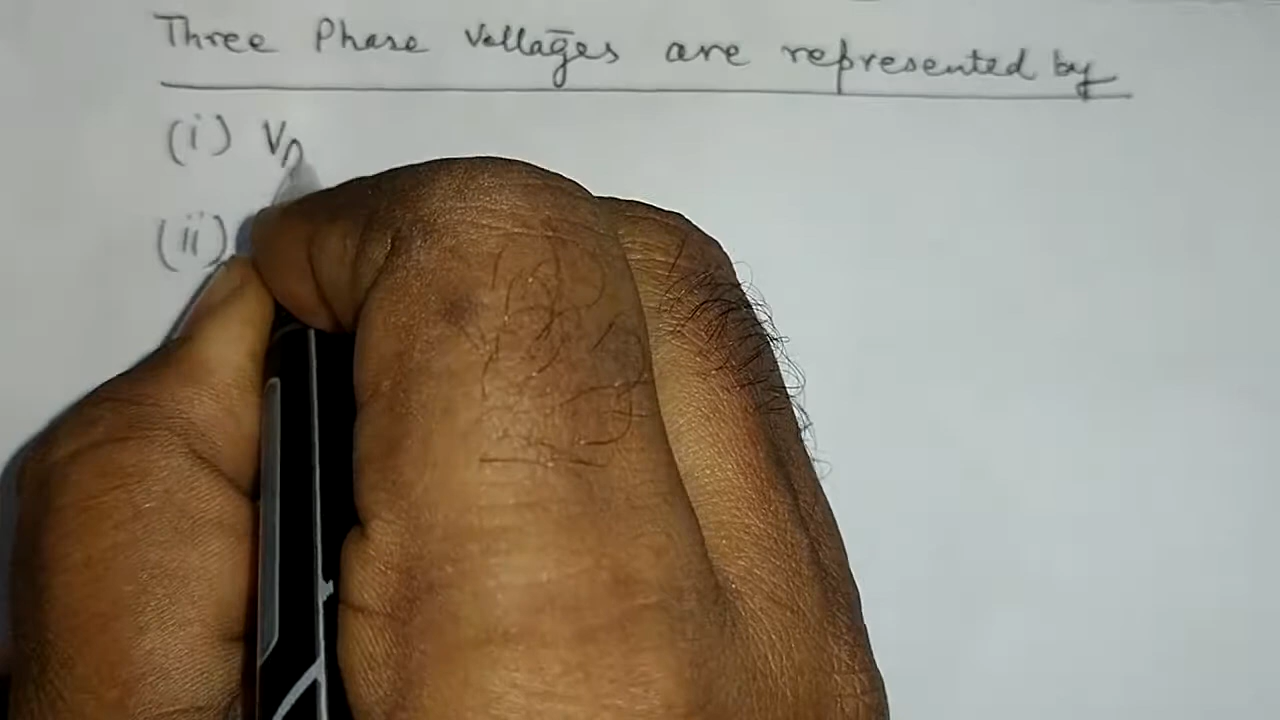 Three Phase Voltages are represented by
(i) V
(ii)